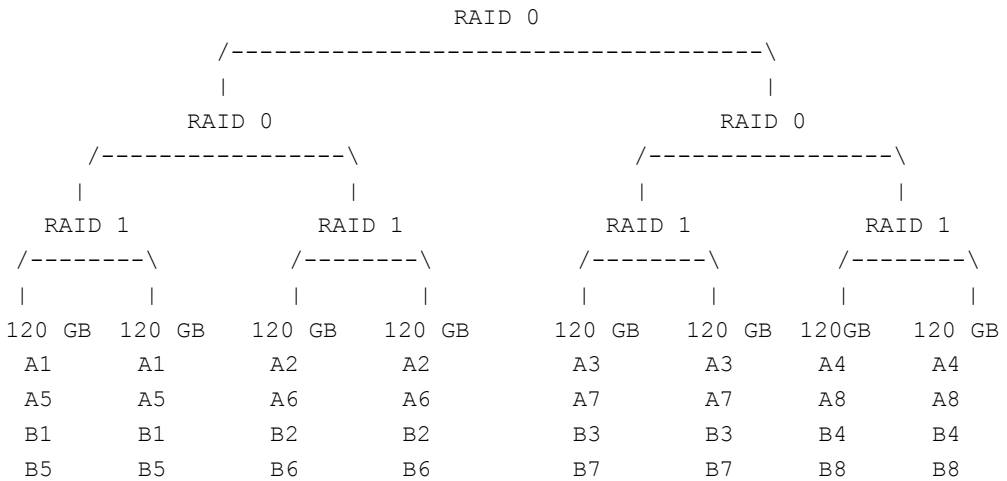 RAID 0
/-------------------------------------\
| |
RAID 0 RAID 0
/-----------------\ /-----------------\
| | | |
RAID 1 RAID 1 RAID 1 RAID 1
/--------\ /--------\ /--------\ /--------\
| | | | | | | |
120 GB 120 GB 120 GB 120 GB 120 GB 120 GB 120GB 120 GB
A1 A1 A2 A2 A3 A3 A4 A4
A5 A5 A6 A6 A7 A7 A8 A8
B1 B1 B2 B2 B3 B3 B4 B4
B5 B5 B6 B6 B7 B7 B8 B8